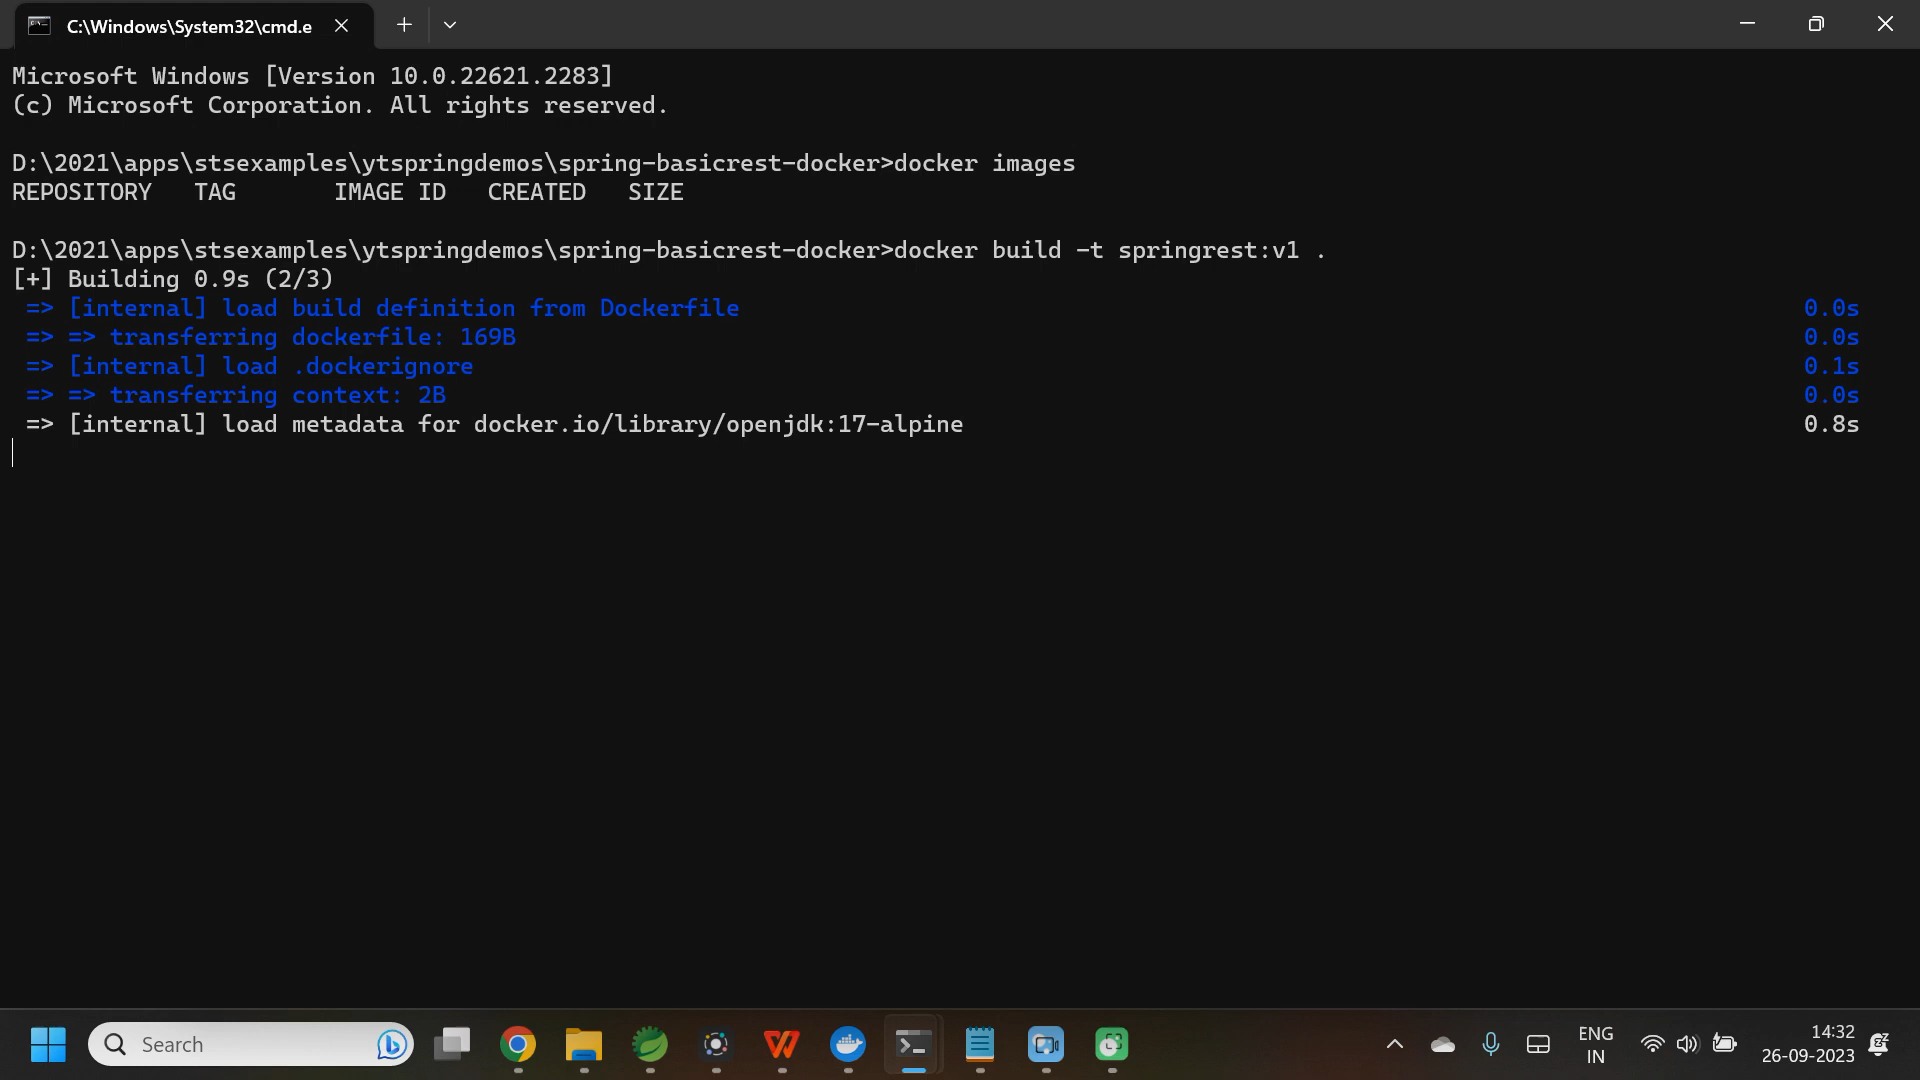 C:\Windows\System32\cmd.e
Microsoft Windows [Version 10.0.22621.2283]
(c) Microsoft Corporation. All rights reserved.
D:\2021\apps\stsexamples\ytspringdemos\spring-basicrest-docker>docker images
REPOSITORY   TAG       IMAGE ID   CREATED   SIZE
D:\2021\apps\stsexamples\ytspringdemos\spring-basicrest-docker>docker build -t springrest:v1 .
[+] Building 0.9s (2/3)
=> [internal] load build definition from Dockerfile 0.0s
=> => transferring dockerfile: 169B 0.0s
=> [internal] load .dockerignore 0.1s
=> => transferring context: 2B 0.0s
=> [internal] load metadata for docker.io/library/openjdk:17-alpine 0.8s
Search
ENG
IN
14:32
26-09-2023